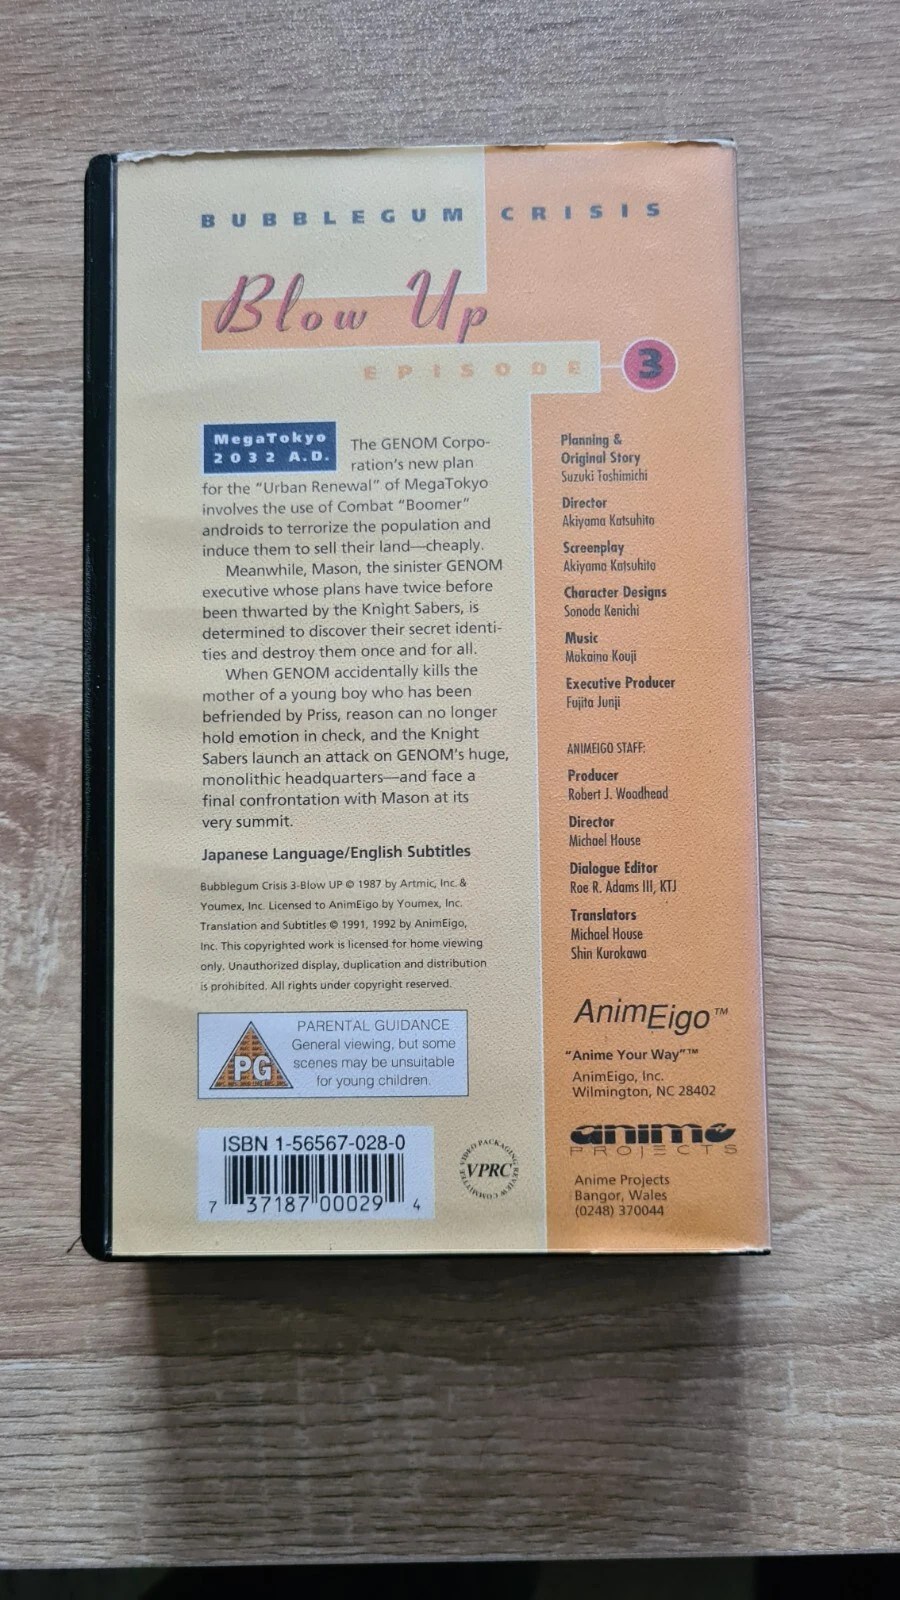 BUBBLEGUM CRISIS
Blow Up
EPISODE 3
MegaTokyo
2032 A.D.
The GENOM Corpo-
ration's new plan
for the "Urban Renewal" of MegaTokyo
involves the use of Combat "Boomer"
androids to terrorize the population and
induce them to sell their land—cheaply.
Meanwhile, Mason, the sinister GENOM
executive whose plans have twice before
been thwarted by the Knight Sabers, is
determined to discover their secret identi-
ties and destroy them once and for all.
When GENOM accidentally kills the
mother of a young boy who has been
befriended by Priss, reason can no longer
hold emotion in check, and the Knight
Sabers launch an attack on GENOM's huge,
monolithic headquarters—and face a
final confrontation with Mason at its
very summit.
Japanese Language/English Subtitles
Bubblegum Crisis 3-Blow UP © 1987 by Artmic, Inc. &
Youmex, Inc. Licensed to AnimEigo by Youmex, Inc.
Translation and Subtitles © 1991, 1992 by AnimEigo,
Inc. This copyrighted work is licensed for home viewing
only. Unauthorized display, duplication and distribution
is prohibited. All rights under copyright reserved.
PG
PARENTAL GUIDANCE
General viewing, but some
scenes may be unsuitable
for young children.
ISBN 1-56567-028-0
7 37187 00029 4
VIDEO PACKAGING REVIEW COMMITTEE
VPRC
Planning &
Original Story
Suzuki Toshimichi
Director
Akiyama Katsuhito
Screenplay
Akiyama Katsuhito
Character Designs
Sonoda Kenichi
Music
Makaino Kouji
Executive Producer
Fujita Junji
ANIMEIGO STAFF:
Producer
Robert J. Woodhead
Director
Michael House
Dialogue Editor
Roe R. Adams III, KTJ
Translators
Michael House
Shin Kurokawa
AnimEigo™
"Anime Your Way"™
AnimEigo, Inc.
Wilmington, NC 28402
anime
PROJECTS
Anime Projects
Bangor, Wales
(0248) 370044